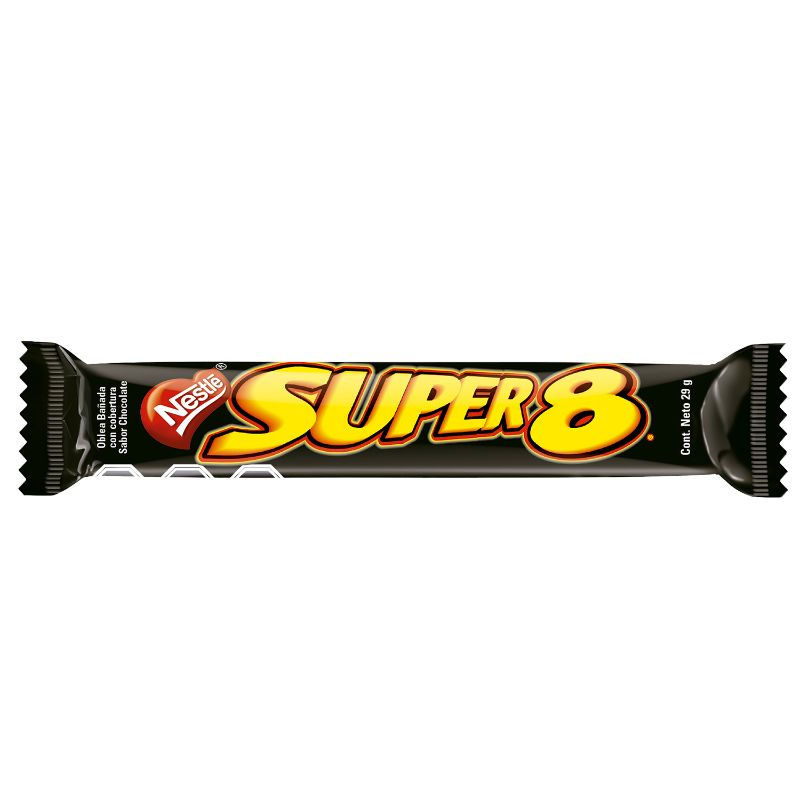 Oblea Bañada
con cobertura
Sabor Chocolate
Nestlé®
SUPER 8.
Cont. Neto 29 g